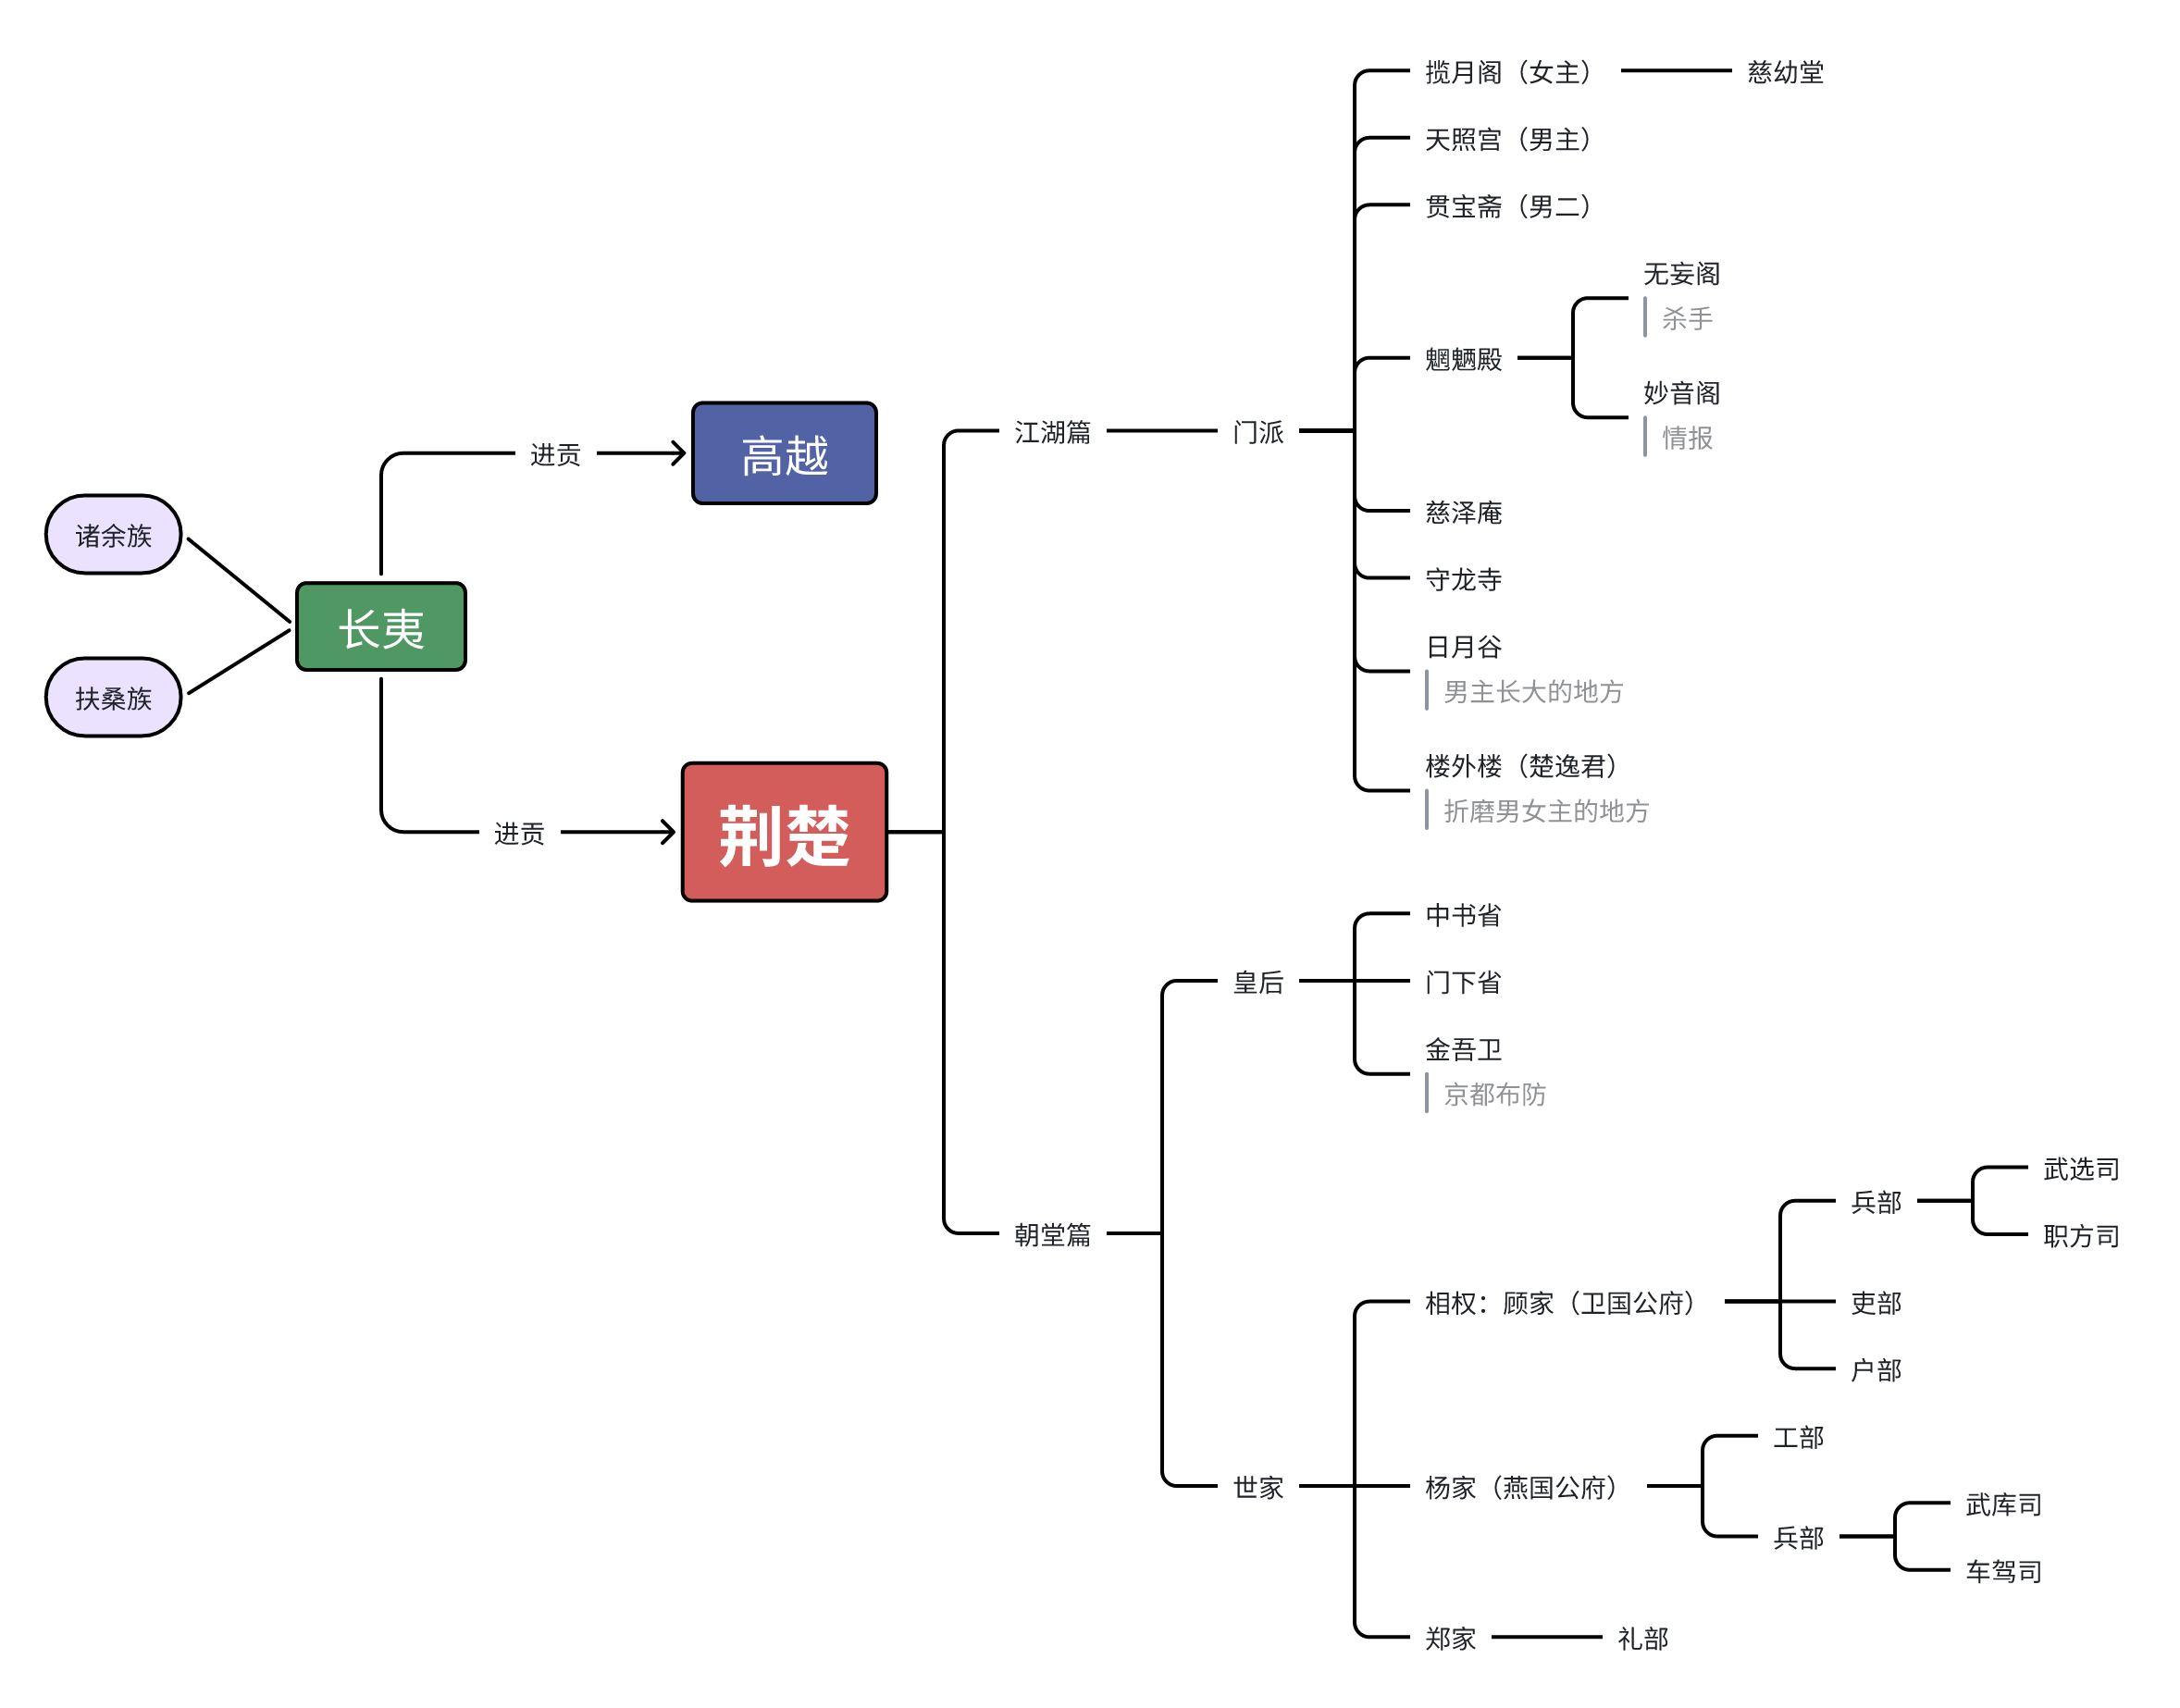 诸余族
扶桑族
长夷
进贡
高越
进贡
荆楚
江湖篇
门派
揽月阁（女主）
慈幼堂
天照宫（男主）
贯宝斋（男二）
魍魉殿
无妄阁
杀手
妙音阁
情报
慈泽庵
守龙寺
日月谷
男主长大的地方
楼外楼（楚逸君）
折磨男女主的地方
朝堂篇
皇后
中书省
门下省
金吾卫
京都布防
世家
相权：顾家（卫国公府）
兵部
武选司
职方司
吏部
户部
杨家（燕国公府）
工部
兵部
武库司
车驾司
郑家
礼部